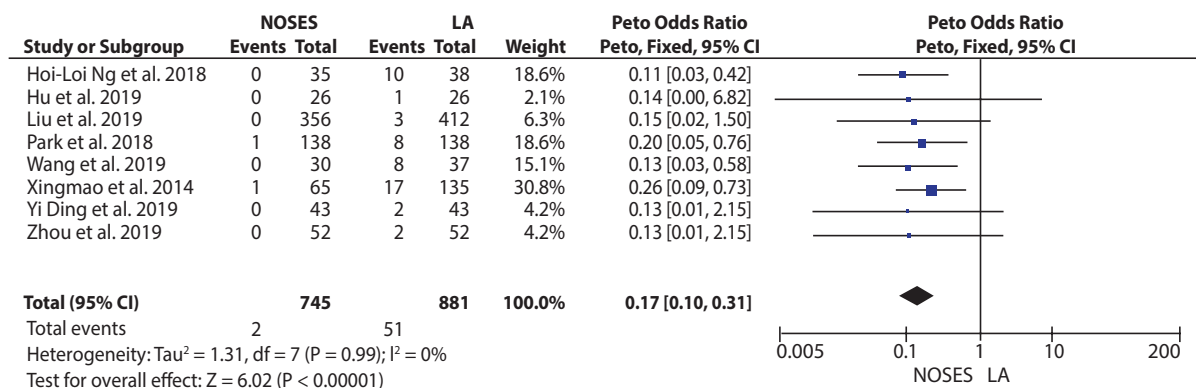 NOSES LA Peto Odds Ratio Peto Odds Ratio
Study or Subgroup Events Total Events Total Weight Peto, Fixed, 95% CI Peto, Fixed, 95% CI
Hoi-Loi Ng et al. 2018 0 35 10 38 18.6% 0.11 [0.03, 0.42]
Hu et al. 2019 0 26 1 26 2.1% 0.14 [0.00, 6.82]
Liu et al. 2019 0 356 3 412 6.3% 0.15 [0.02, 1.50]
Park et al. 2018 1 138 8 138 18.6% 0.20 [0.05, 0.76]
Wang et al. 2019 0 30 8 37 15.1% 0.13 [0.03, 0.58]
Xingmao et al. 2014 1 65 17 135 30.8% 0.26 [0.09, 0.73]
Yi Ding et al. 2019 0 43 2 43 4.2% 0.13 [0.01, 2.15]
Zhou et al. 2019 0 52 2 52 4.2% 0.13 [0.01, 2.15]
Total (95% CI) 745 881 100.0% 0.17 [0.10, 0.31]
Total events 2 51
Heterogeneity: Tau² = 1.31, df = 7 (P = 0.99); I² = 0%
Test for overall effect: Z = 6.02 (P < 0.00001)
0.005 0.1 1 10 200
NOSES LA